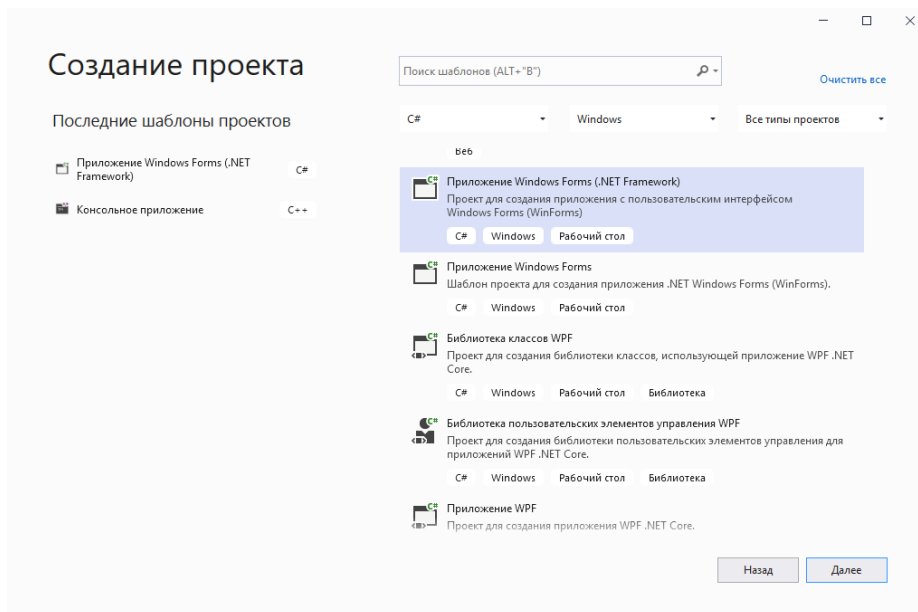 Создание проекта
Последние шаблоны проектов
Приложение Windows Forms (.NET
Framework)
C#
Консольное приложение
C++
Поиск шаблонов (ALT+"B")
Очистить все
C#
Windows
Все типы проектов
Веб
C#
Приложение Windows Forms (.NET Framework)
Проект для создания приложения с пользовательским интерфейсом
Windows Forms (WinForms)
C# Windows Рабочий стол
C#
Приложение Windows Forms
Шаблон проекта для создания приложения .NET Windows Forms (WinForms).
C# Windows Рабочий стол
C#
Библиотека классов WPF
Проект для создания библиотеки классов, использующей приложение WPF .NET
Core.
C# Windows Рабочий стол Библиотека
C#
Библиотека пользовательских элементов управления WPF
Проект для создания библиотеки пользовательских элементов управления для
приложений WPF .NET Core.
C# Windows Рабочий стол Библиотека
C#
Приложение WPF
Проект для создания приложения WPF .NET Core.
Назад
Далее